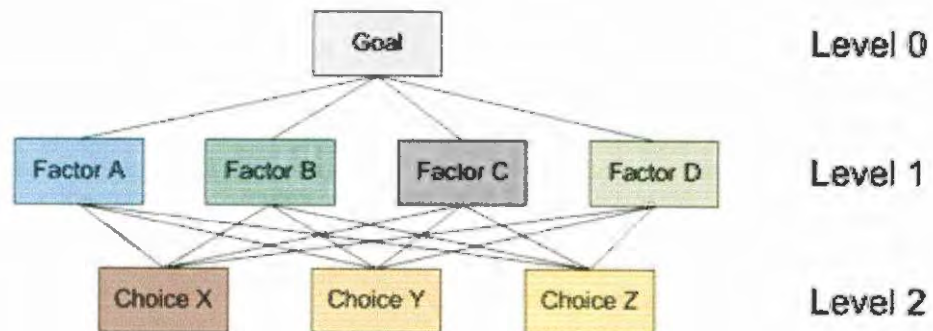 Goal
Level 0
Factor A
Factor B
Factor C
Factor D
Level 1
Choice X
Choice Y
Choice Z
Level 2